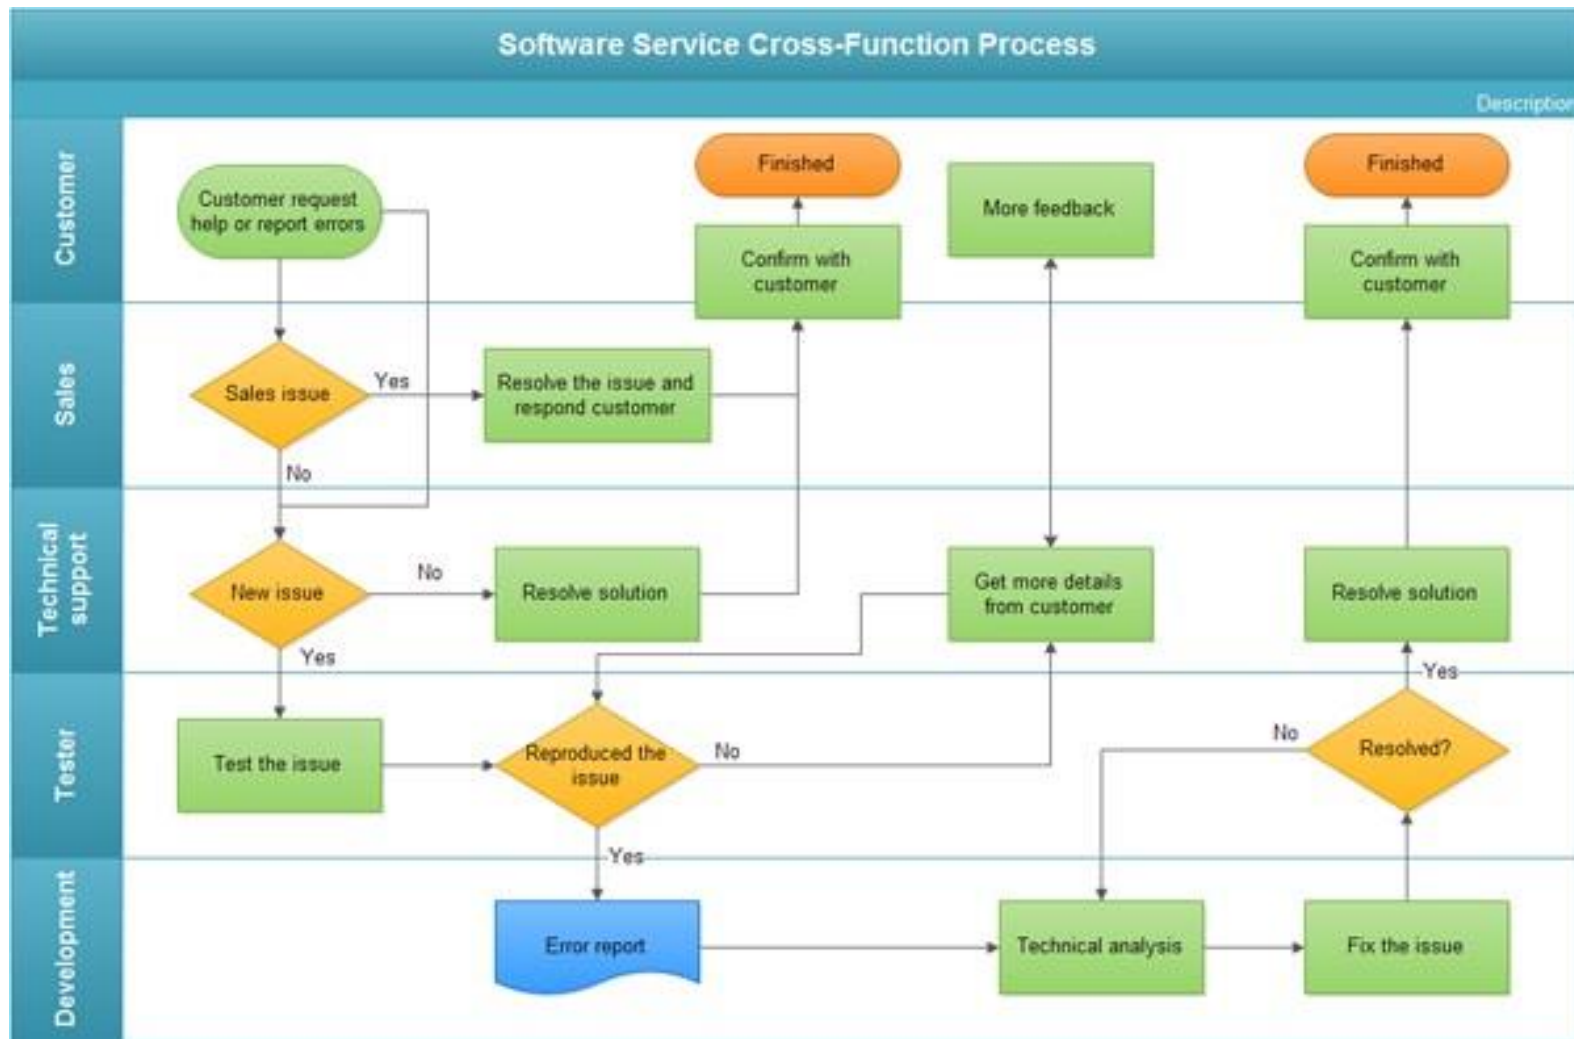 Software Service Cross-Function Process
Description
Customer
Customer request
help or report errors
Finished
Confirm with
customer
More feedback
Finished
Confirm with
customer
Sales
Sales issue
Yes
No
Resolve the issue and
respond customer
Technical
support
New issue
No
Yes
Resolve solution
Get more details
from customer
Resolve solution
Yes
Tester
Test the issue
Reproduced the
issue
No
Yes
No
Resolved?
Development
Error report
Technical analysis
Fix the issue